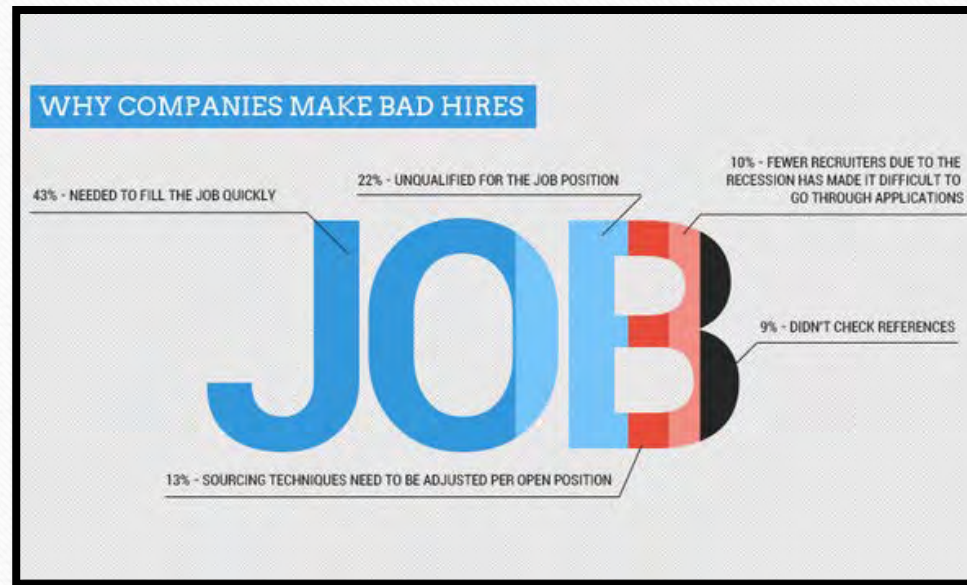 WHY COMPANIES MAKE BAD HIRES
43% - NEEDED TO FILL THE JOB QUICKLY
22% - UNQUALIFIED FOR THE JOB POSITION
10% - FEWER RECRUITERS DUE TO THE
RECESSION HAS MADE IT DIFFICULT TO
GO THROUGH APPLICATIONS
JOB
9% - DIDN'T CHECK REFERENCES
13% - SOURCING TECHNIQUES NEED TO BE ADJUSTED PER OPEN POSITION